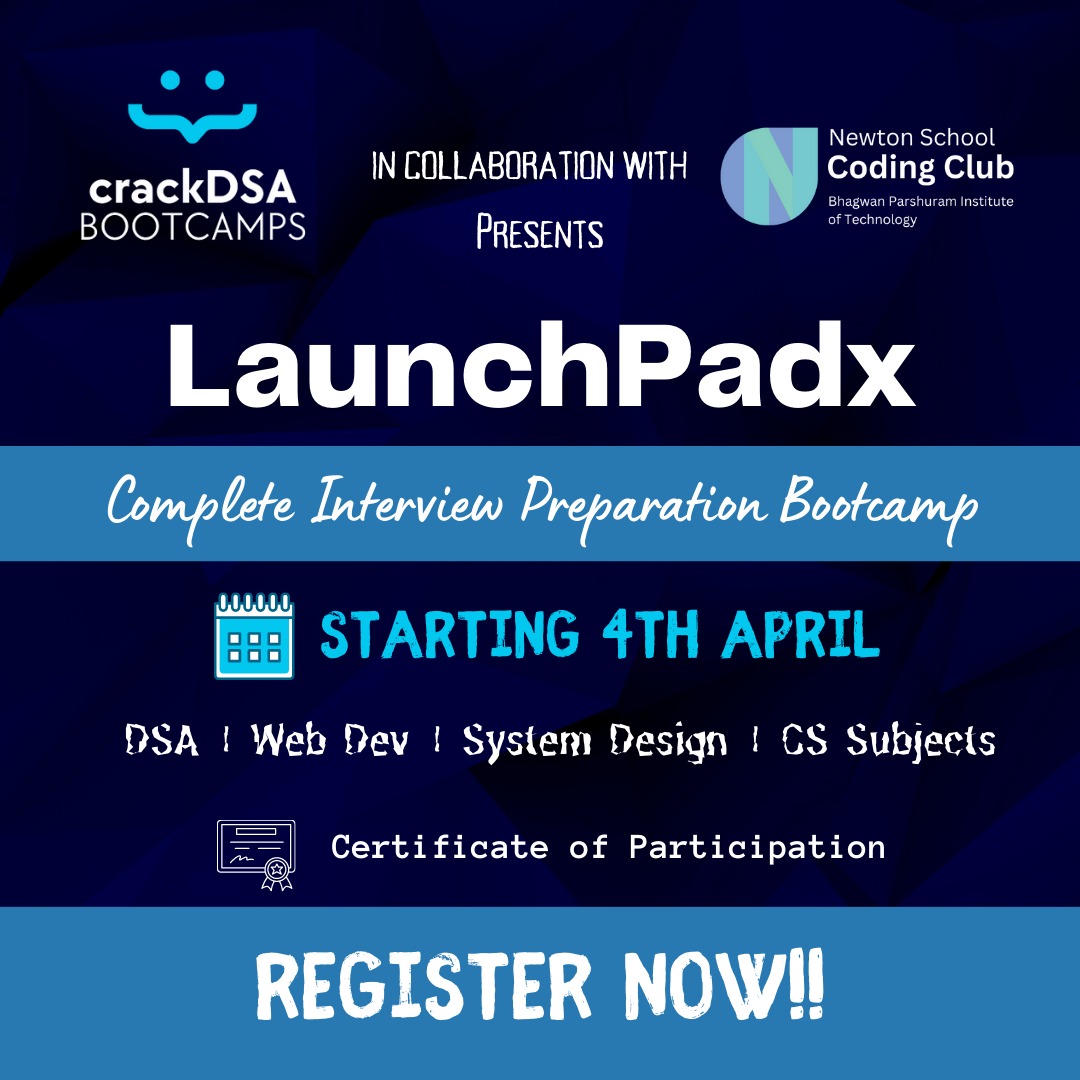 crackDSA
BOOTCAMPS
IN COLLABORATION WITH
PRESENTS
Newton School
Coding Club
Bhagwan Parshuram Institute
of Technology
LaunchPadx
Complete Interview Preparation Bootcamp
STARTING 4TH APRIL
DSA | Web Dev | System Design | CS Subjects
Certificate of Participation
REGISTER NOW!!